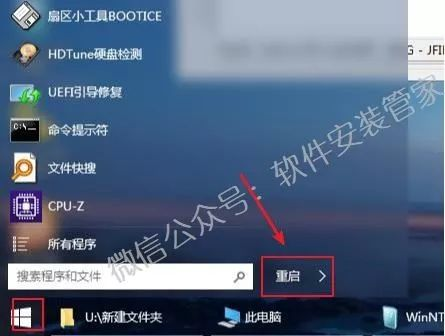 扇区小工具BOOTICE
HDTune硬盘检测
G - JFI
UEFI引导修复
命令提示符
文件快搜
CPU-Z
所有程序
搜素程序和文件
重启
U:\新建文件夹
此电脑
WinNT
微信公众号：软件安装管家